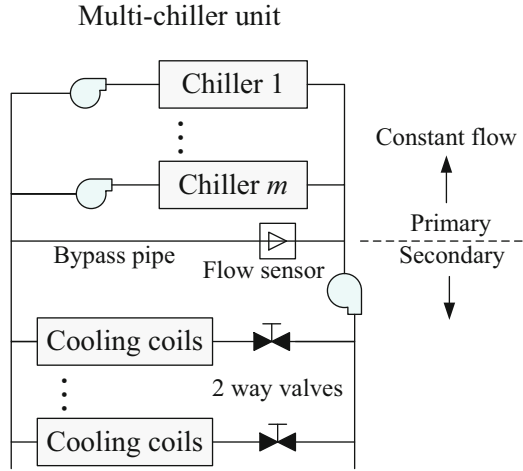 Multi-chiller unit
Chiller 1
Constant flow
Chiller m
Primary
Bypass pipe
Flow sensor
Secondary
Cooling coils
2 way valves
Cooling coils